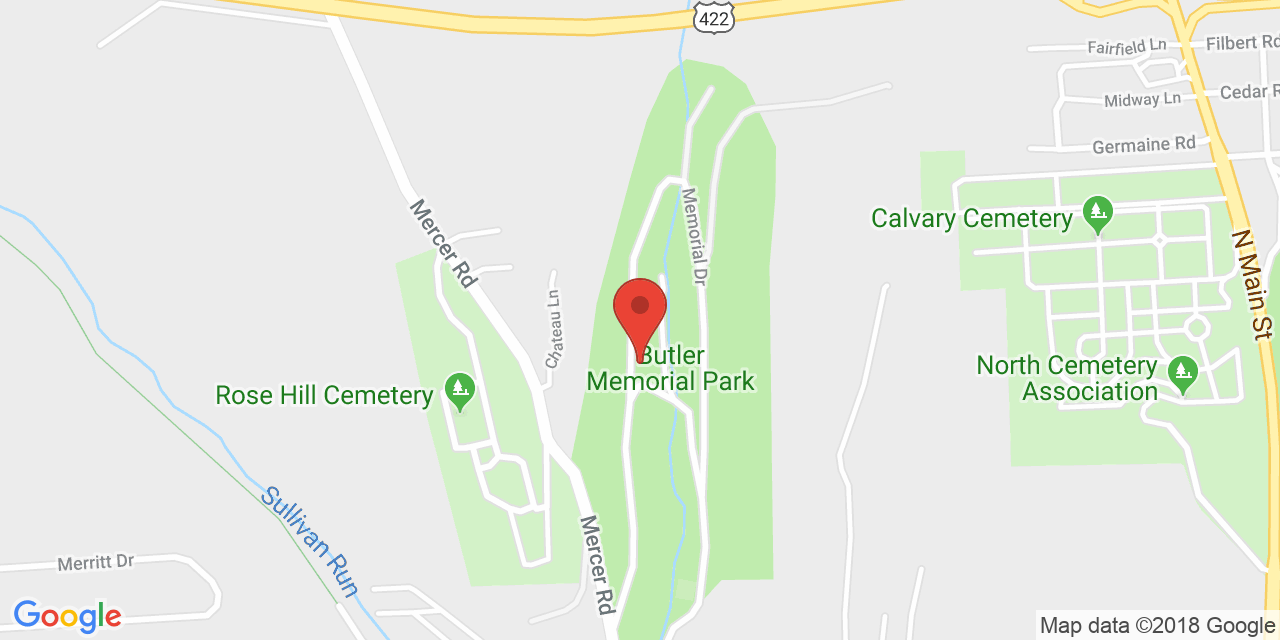 422
Fairfield Ln
Filbert Rd
Midway Ln
Cedar R
Germaine Rd
Mercer Rd
Memorial Dr
Calvary Cemetery
N Main St
Chateau Ln
Butler
Memorial Park
North Cemetery
Association
Rose Hill Cemetery
Sullivan Run
Mercer Rd
Merritt Dr
Google
Map data ©2018 Google